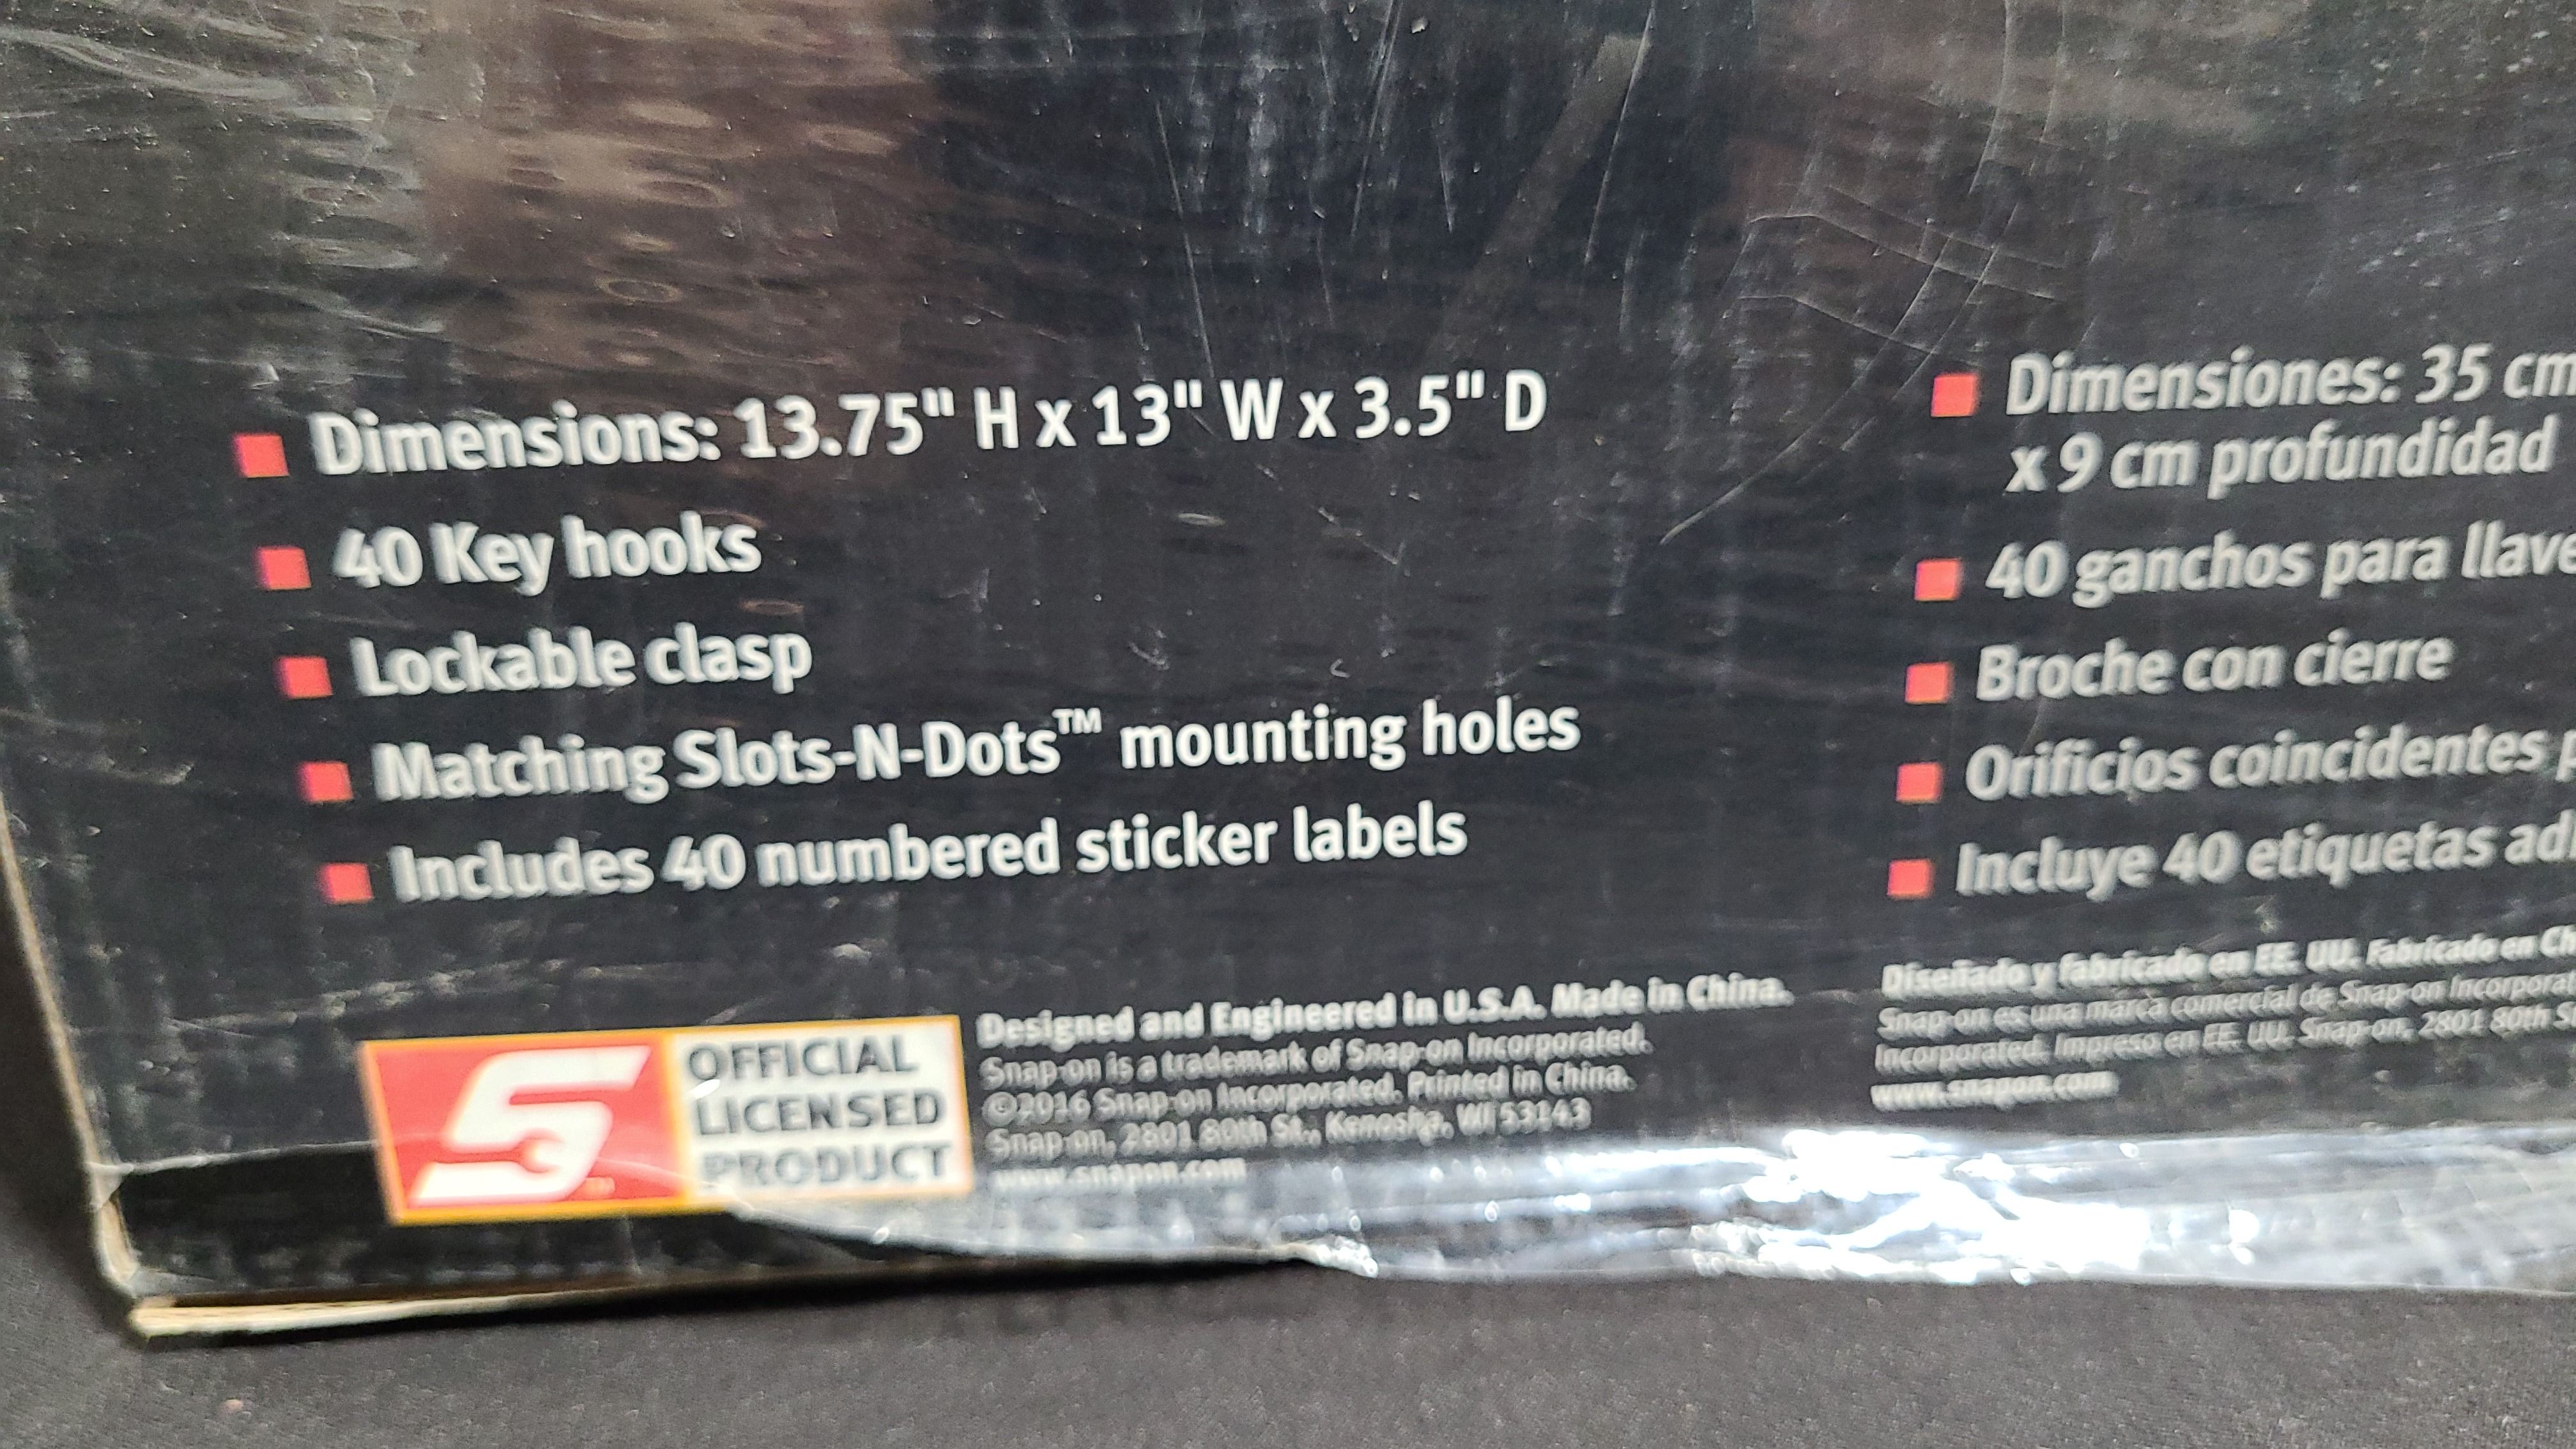 Dimensions: 13.75" H x 13" W x 3.5" D
40 Key hooks
Lockable clasp
Matching Slots-N-Dots™ mounting holes
Includes 40 numbered sticker labels
OFFICIAL
LICENSED
PRODUCT
Designed and Engineered in U.S.A. Made in China.
Snap-on is a trademark of Snap-on Incorporated.
©2016 Snap-on Incorporated. Printed in China.
Snap-on, 2801 80th St., Kenosha, WI 53143
www.snapon.com
Dimensiones: 35 cm
x 9 cm profundidad
40 ganchos para
Broche con cierre
Orificios coincidentes
Incluye 40 etiquetas
Diseñado y fabricado en EE. UU. Fabricado en
Snap-on es una marca comercial de Snap-on
Incorporated. Impreso en EE. UU. Snap-on, 2801 80th
www.snapon.com